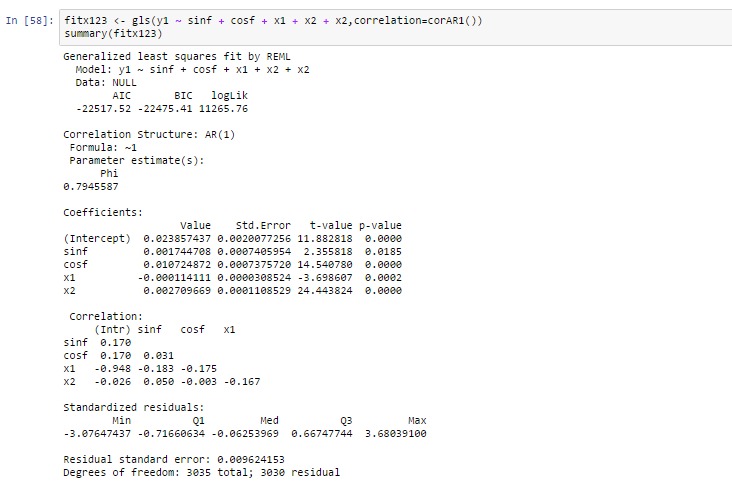 In [58]: fitx123 <- gls(y1 ~ sinf + cosf + x1 + x2 + x2,correlation=corAR1())
summary(fitx123)
Generalized least squares fit by REML
Model: y1 ~ sinf + cosf + x1 + x2 + x2
Data: NULL
AIC BIC logLik
-22517.52 -22475.41 11265.76
Correlation Structure: AR(1)
Formula: ~1
Parameter estimate(s):
Phi
0.7945587
Coefficients:
Value Std.Error t-value p-value
(Intercept) 0.023857437 0.0020077256 11.882818 0.0000
sinf 0.001744708 0.0007405954 2.355818 0.0185
cosf 0.010724872 0.0007375720 14.540780 0.0000
x1 -0.000114111 0.0000308524 -3.698607 0.0002
x2 0.002709669 0.0001108529 24.443824 0.0000
Correlation:
(Intr) sinf cosf x1
sinf 0.170
cosf 0.170 0.031
x1 -0.948 -0.183 -0.175
x2 -0.026 0.050 -0.003 -0.167
Standardized residuals:
Min Q1 Med Q3 Max
-3.07647437 -0.71660634 -0.06253969 0.66747744 3.68039100
Residual standard error: 0.009624153
Degrees of freedom: 3035 total; 3030 residual